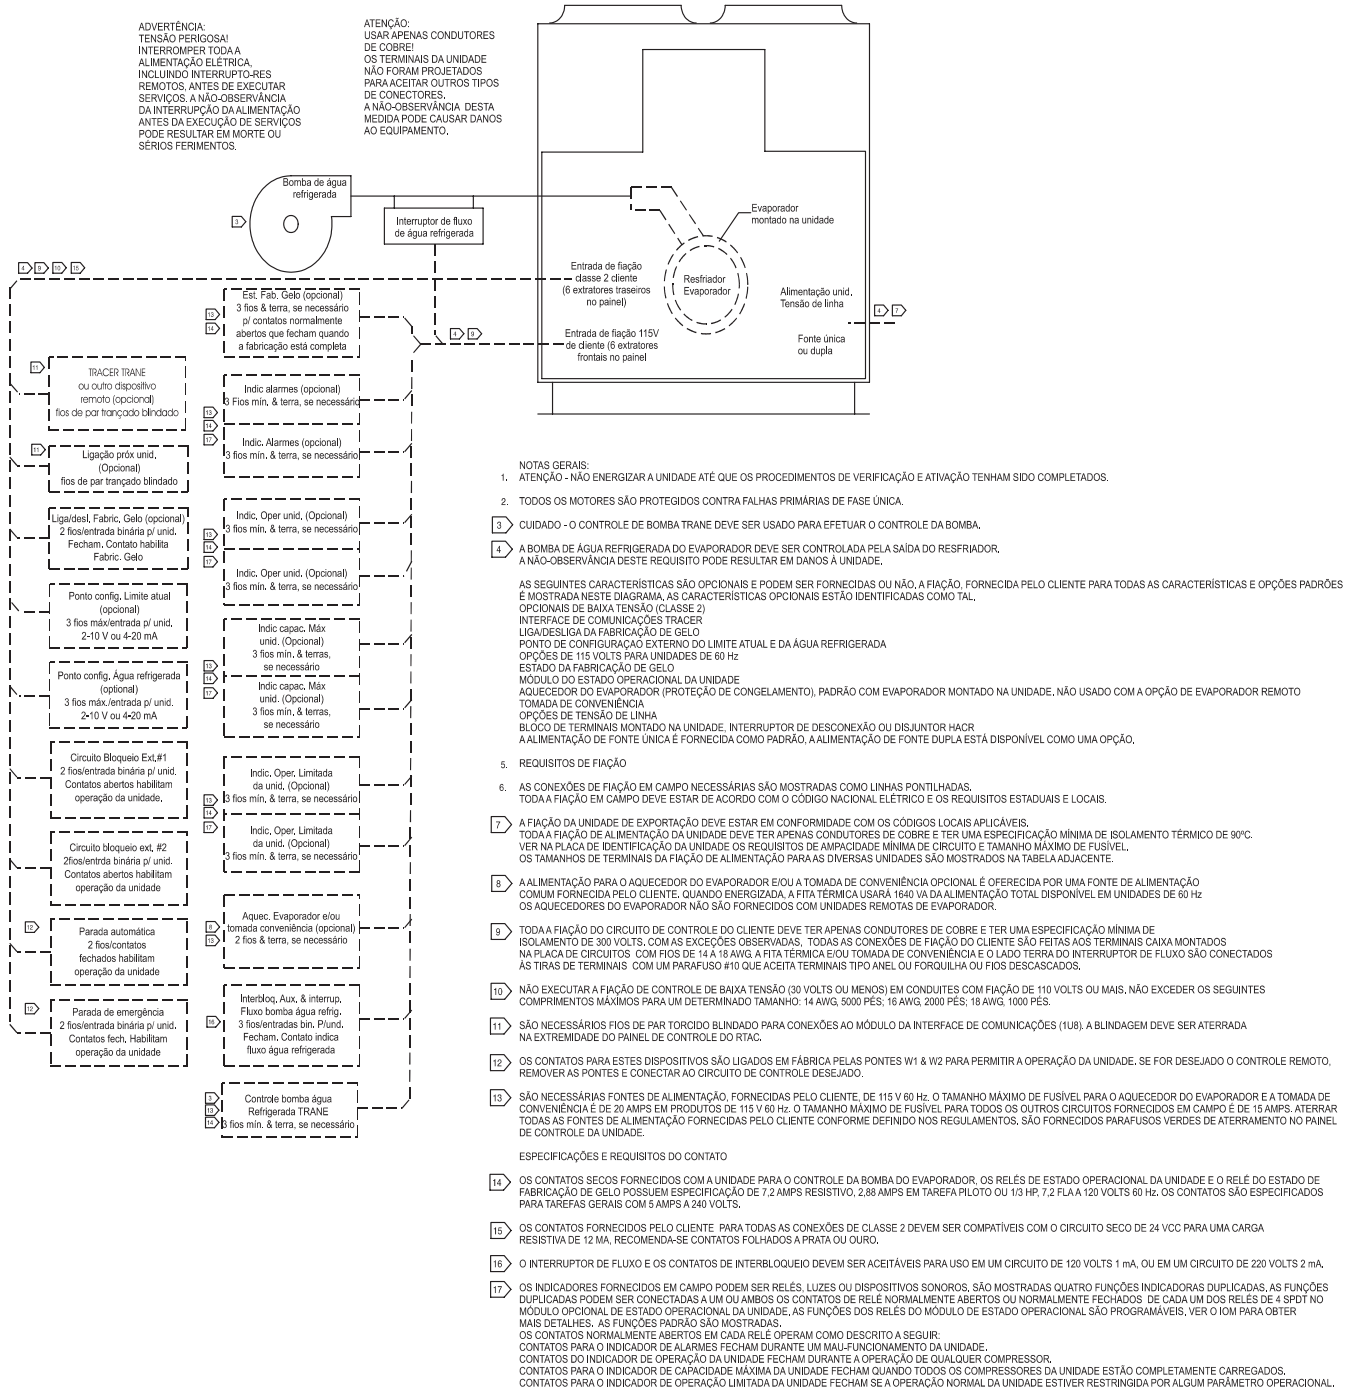 ADVERTÊNCIA:
TENSÃO PERIGOSA!
INTERROMPER TODA A
ALIMENTAÇÃO ELÉTRICA,
INCLUINDO INTERRUPTO-RES
REMOTOS, ANTES DE EXECUTAR
SERVIÇOS. A NÃO-OBSERVÂNCIA
DA INTERRUPÇÃO DA ALIMENTAÇÃO
ANTES DA EXECUÇÃO DE SERVIÇOS
PODE RESULTAR EM MORTE OU
SÉRIOS FERIMENTOS.
ATENÇÃO:
USAR APENAS CONDUTORES
DE COBRE!
OS TERMINAIS DA UNIDADE
NÃO FORAM PROJETADOS
PARA ACEITAR OUTROS TIPOS
DE CONECTORES.
A NÃO-OBSERVÂNCIA DESTA
MEDIDA PODE CAUSAR DANOS
AO EQUIPAMENTO.
Bomba de água
refrigerada
3
Interruptor de fluxo
de água refrigerada
Evaporador
montado na unidade
Resfriador
Evaporador
Entrada de fiação
classe 2 cliente
(6 extratores traseiros
no painel)
Entrada de fiação 115V
de cliente (6 extratores
frontais no painel
Alimentação unid.
Tensão de linha
Fonte única
ou dupla
4 7
4 9
4 9 10 15
11
TRACER TRANE
ou outro dispositivo
remoto (opcional)
fios de par trançado blindado
11
Ligação próx unid.
(Opcional)
fios de par trançado blindado
Liga/desl. Fabric. Gelo (opcional)
2 fios/entrada binária p/ unid.
Fecham. Contato habilita
Fabric. Gelo
Ponto config. Limite atual
(opcional)
3 fios máx/entrada p/ unid.
2-10 V ou 4-20 mA
Ponto config. Água refrigerada
(optional)
3 fios máx./entrada p/ unid.
2-10 V ou 4-20 mA
Circuito Bloqueio Ext.#1
2 fios/entrada binária p/ unid.
Contatos abertos habilitam
operação da unidade.
Circuito bloqueio ext. #2
2fios/entrda binária p/ unid.
Contatos abertos habilitam
operação da unidade
12
Parada automática
2 fios/contatos
fechados habilitam
operação da unidade
12
Parada de emergência
2 fios/entrada binária p/ unid.
Contatos fech. Habilitam
operação da unidade
13
14
Est. Fab. Gelo (opcional)
3 fios & terra, se necessário
p/ contatos normalmente
abertos que fecham quando
a fabricação está completa
13
14
17
Indic alarmes (opcional)
3 Fios mín. & terra, se necessário
Indic. Alarmes (opcional)
3 fios mín. & terra, se necessário
13
14
17
Indic, Oper unid, (Opcional)
3 fios mín. & terra, se necessário
Indic. Oper unid. (Opcional)
3 fios mín. & terra, se necessário
13
14
17
Indic capac. Máx
unid. (Opcional)
3 fios mín, & terras,
se necessário
Indic capac. Máx
unid. (Opcional)
3 fios mín. & terras,
se necessário
13
14
17
Indic. Oper. Limitada
da unid. (Opcional)
3 fios mín. & terra, se necessário
Indic, Oper, Limitada
da unid. (Opcional)
3 fios mín. & terra, se necessário
8
13
Aquec. Evaporador e/ou
tomada conveniência (opcional)
2 fios & terra, se necessário
16
Interbloq, Aux, & interrup,
Fluxo bomba água refrig.
3 fios/entradas bin. P/und.
Fecham. Contato indica
fluxo água refrigerada
3
13
14
Controle bomba água
Refrigerada TRANE
3 fios mín. & terra, se necessário
NOTAS GERAIS:
1. ATENÇÃO - NÃO ENERGIZAR A UNIDADE ATÉ QUE OS PROCEDIMENTOS DE VERIFICAÇÃO E ATIVAÇÃO TENHAM SIDO COMPLETADOS.
2. TODOS OS MOTORES SÃO PROTEGIDOS CONTRA FALHAS PRIMÁRIAS DE FASE ÚNICA.
3 CUIDADO - O CONTROLE DE BOMBA TRANE DEVE SER USADO PARA EFETUAR O CONTROLE DA BOMBA.
4 A BOMBA DE ÁGUA REFRIGERADA DO EVAPORADOR DEVE SER CONTROLADA PELA SAÍDA DO RESFRIADOR.
A NÃO-OBSERVÂNCIA DESTE REQUISITO PODE RESULTAR EM DANOS À UNIDADE.
AS SEGUINTES CARACTERÍSTICAS SÃO OPCIONAIS E PODEM SER FORNECIDAS OU NÃO. A FIAÇÃO, FORNECIDA PELO CLIENTE PARA TODAS AS CARACTERÍSTICAS E OPÇÕES PADRÕES
É MOSTRADA NESTE DIAGRAMA, AS CARACTERÍSTICAS OPCIONAIS ESTÃO IDENTIFICADAS COMO TAL.
OPCIONAIS DE BAIXA TENSÃO (CLASSE 2)
INTERFACE DE COMUNICAÇÕES TRACER
LIGA/DESLIGA DA FABRICAÇÃO DE GELO
PONTO DE CONFIGURAÇAO EXTERNO DO LIMITE ATUAL E DA ÁGUA REFRIGERADA
OPÇÕES DE 115 VOLTS PARA UNIDADES DE 60 Hz
ESTADO DA FABRICAÇÃO DE GELO
MÓDULO DO ESTADO OPERACIONAL DA UNIDADE
AQUECEDOR DO EVAPORADOR (PROTEÇÃO DE CONGELAMENTO), PADRÃO COM EVAPORADOR MONTADO NA UNIDADE. NÃO USADO COM A OPÇÃO DE EVAPORADOR REMOTO
TOMADA DE CONVENIÊNCIA
OPÇÕES DE TENSÃO DE LINHA
BLOCO DE TERMINAIS MONTADO NA UNIDADE, INTERRUPTOR DE DESCONEXÃO OU DISJUNTOR HACR
A ALIMENTAÇÃO DE FONTE ÚNICA É FORNECIDA COMO PADRÃO, A ALIMENTAÇÃO DE FONTE DUPLA ESTÁ DISPONÍVEL COMO UMA OPÇÃO.
5. REQUISITOS DE FIAÇÃO
6. AS CONEXÕES DE FIAÇÃO EM CAMPO NECESSÁRIAS SÃO MOSTRADAS COMO LINHAS PONTILHADAS.
TODA A FIAÇÃO EM CAMPO DEVE ESTAR DE ACORDO COM O CÓDIGO NACIONAL ELÉTRICO E OS REQUISITOS ESTADUAIS E LOCAIS.
7 A FIAÇÃO DA UNIDADE DE EXPORTAÇÃO DEVE ESTAR EM CONFORMIDADE COM OS CÓDIGOS LOCAIS APLICÁVEIS.
TODA A FIAÇÃO DE ALIMENTAÇÃO DA UNIDADE DEVE TER APENAS CONDUTORES DE COBRE E TER UMA ESPECIFICAÇÃO MÍNIMA DE ISOLAMENTO TÉRMICO DE 90ºC.
VER NA PLACA DE IDENTIFICAÇÃO DA UNIDADE OS REQUISITOS DE AMPACIDADE MÍNIMA DE CIRCUITO E TAMANHO MÁXIMO DE FUSÍVEL.
OS TAMANHOS DE TERMINAIS DA FIAÇÃO DE ALIMENTAÇÃO PARA AS DIVERSAS UNIDADES SÃO MOSTRADOS NA TABELA ADJACENTE.
8 A ALIMENTAÇÃO PARA O AQUECEDOR DO EVAPORADOR E/OU A TOMADA DE CONVENIÊNCIA OPCIONAL É OFERECIDA POR UMA FONTE DE ALIMENTAÇÃO
COMUM FORNECIDA PELO CLIENTE. QUANDO ENERGIZADA, A FITA TÉRMICA USARÁ 1640 VA DA ALIMENTAÇÃO TOTAL DISPONÍVEL EM UNIDADES DE 60 Hz
OS AQUECEDORES DO EVAPORADOR NÃO SÃO FORNECIDOS COM UNIDADES REMOTAS DE EVAPORADOR.
9 TODA A FIAÇÃO DO CIRCUITO DE CONTROLE DO CLIENTE DEVE TER APENAS CONDUTORES DE COBRE E TER UMA ESPECIFICAÇÃO MÍNIMA DE
ISOLAMENTO DE 300 VOLTS. COM AS EXCEÇÕES OBSERVADAS, TODAS AS CONEXÕES DE FIAÇÃO DO CLIENTE SÃO FEITAS AOS TERMINAIS CAIXA MONTADOS
NA PLACA DE CIRCUITOS COM FIOS DE 14 A 18 AWG. A FITA TÉRMICA E/OU TOMADA DE CONVENIÊNCIA E O LADO TERRA DO INTERRUPTOR DE FLUXO SÃO CONECTADOS
ÀS TIRAS DE TERMINAIS COM UM PARAFUSO #10 QUE ACEITA TERMINAIS TIPO ANEL OU FORQUILHA OU FIOS DESCASCADOS.
10 NÃO EXECUTAR A FIAÇÃO DE CONTROLE DE BAIXA TENSÃO (30 VOLTS OU MENOS) EM CONDUITES COM FIAÇÃO DE 110 VOLTS OU MAIS. NÃO EXCEDER OS SEGUINTES
COMPRIMENTOS MÁXIMOS PARA UM DETERMINADO TAMANHO: 14 AWG, 5000 PÉS; 16 AWG, 2000 PÉS; 18 AWG, 1000 PÉS.
11 SÃO NECESSÁRIOS FIOS DE PAR TORCIDO BLINDADO PARA CONEXÕES AO MÓDULO DA INTERFACE DE COMUNICAÇÕES (1U8). A BLINDAGEM DEVE SER ATERRADA
NA EXTREMIDADE DO PAINEL DE CONTROLE DO RTAC.
12 OS CONTATOS PARA ESTES DISPOSITIVOS SÃO LIGADOS EM FÁBRICA PELAS PONTES W1 & W2 PARA PERMITIR A OPERAÇÃO DA UNIDADE. SE FOR DESEJADO O CONTROLE REMOTO,
REMOVER AS PONTES E CONECTAR AO CIRCUITO DE CONTROLE DESEJADO.
13 SÃO NECESSÁRIAS FONTES DE ALIMENTAÇÃO, FORNECIDAS PELO CLIENTE, DE 115 V 60 Hz. O TAMANHO MÁXIMO DE FUSÍVEL PARA O AQUECEDOR DO EVAPORADOR E A TOMADA DE
CONVENIÊNCIA É DE 20 AMPS EM PRODUTOS DE 115 V 60 Hz. O TAMANHO MÁXIMO DE FUSÍVEL PARA TODOS OS OUTROS CIRCUITOS FORNECIDOS EM CAMPO É DE 15 AMPS. ATERRAR
TODAS AS FONTES DE ALIMENTAÇÃO FORNECIDAS PELO CLIENTE CONFORME DEFINIDO NOS REGULAMENTOS. SÃO FORNECIDOS PARAFUSOS VERDES DE ATERRAMENTO NO PAINEL
DE CONTROLE DA UNIDADE.
ESPECIFICAÇÕES E REQUISITOS DO CONTATO
14 OS CONTATOS SECOS FORNECIDOS COM A UNIDADE PARA O CONTROLE DA BOMBA DO EVAPORADOR, OS RELÉS DE ESTADO OPERACIONAL DA UNIDADE E O RELÉ DO ESTADO DE
FABRICAÇÃO DE GELO POSSUEM ESPECIFICAÇÃO DE 7,2 AMPS RESISTIVO, 2,88 AMPS EM TAREFA PILOTO OU 1/3 HP, 7,2 FLA A 120 VOLTS 60 Hz. OS CONTATOS SÃO ESPECIFICADOS
PARA TAREFAS GERAIS COM 5 AMPS A 240 VOLTS.
15 OS CONTATOS FORNECIDOS PELO CLIENTE PARA TODAS AS CONEXÕES DE CLASSE 2 DEVEM SER COMPATÍVEIS COM O CIRCUITO SECO DE 24 VCC PARA UMA CARGA
RESISTIVA DE 12 MA, RECOMENDA-SE CONTATOS FOLHADOS A PRATA OU OURO.
16 O INTERRUPTOR DE FLUXO E OS CONTATOS DE INTERBLOQUEIO DEVEM SER ACEITÁVEIS PARA USO EM UM CIRCUITO DE 120 VOLTS 1 mA, OU EM UM CIRCUITO DE 220 VOLTS 2 mA.
17 OS INDICADORES FORNECIDOS EM CAMPO PODEM SER RELÉS, LUZES OU DISPOSITIVOS SONOROS, SÃO MOSTRADAS QUATRO FUNÇÕES INDICADORAS DUPLICADAS, AS FUNÇÕES
DUPLICADAS PODEM SER CONECTADAS A UM OU AMBOS OS CONTATOS DE RELÉ NORMALMENTE ABERTOS OU NORMALMENTE FECHADOS DE CADA UM DOS RELÉS DE 4 SPDT NO
MÓDULO OPCIONAL DE ESTADO OPERACIONAL DA UNIDADE, AS FUNÇÕES DOS RELÉS DO MÓDULO DE ESTADO OPERACIONAL SÃO PROGRAMÁVEIS, VER O IOM PARA OBTER
MAIS DETALHES. AS FUNÇÕES PADRÃO SÃO MOSTRADAS.
OS CONTATOS NORMALMENTE ABERTOS EM CADA RELÉ OPERAM COMO DESCRITO A SEGUIR:
CONTATOS PARA O INDICADOR DE ALARMES FECHAM DURANTE UM MAU-FUNCIONAMENTO DA UNIDADE.
CONTATOS DO INDICADOR DE OPERAÇÃO DA UNIDADE FECHAM DURANTE A OPERAÇÃO DE QUALQUER COMPRESSOR.
CONTATOS PARA O INDICADOR DE CAPACIDADE MÁXIMA DA UNIDADE FECHAM QUANDO TODOS OS COMPRESSORES DA UNIDADE ESTÃO COMPLETAMENTE CARREGADOS.
CONTATOS PARA O INDICADOR DE OPERAÇÃO LIMITADA DA UNIDADE FECHAM SE A OPERAÇÃO NORMAL DA UNIDADE ESTIVER RESTRINGIDA POR ALGUM PARÂMETRO OPERACIONAL.